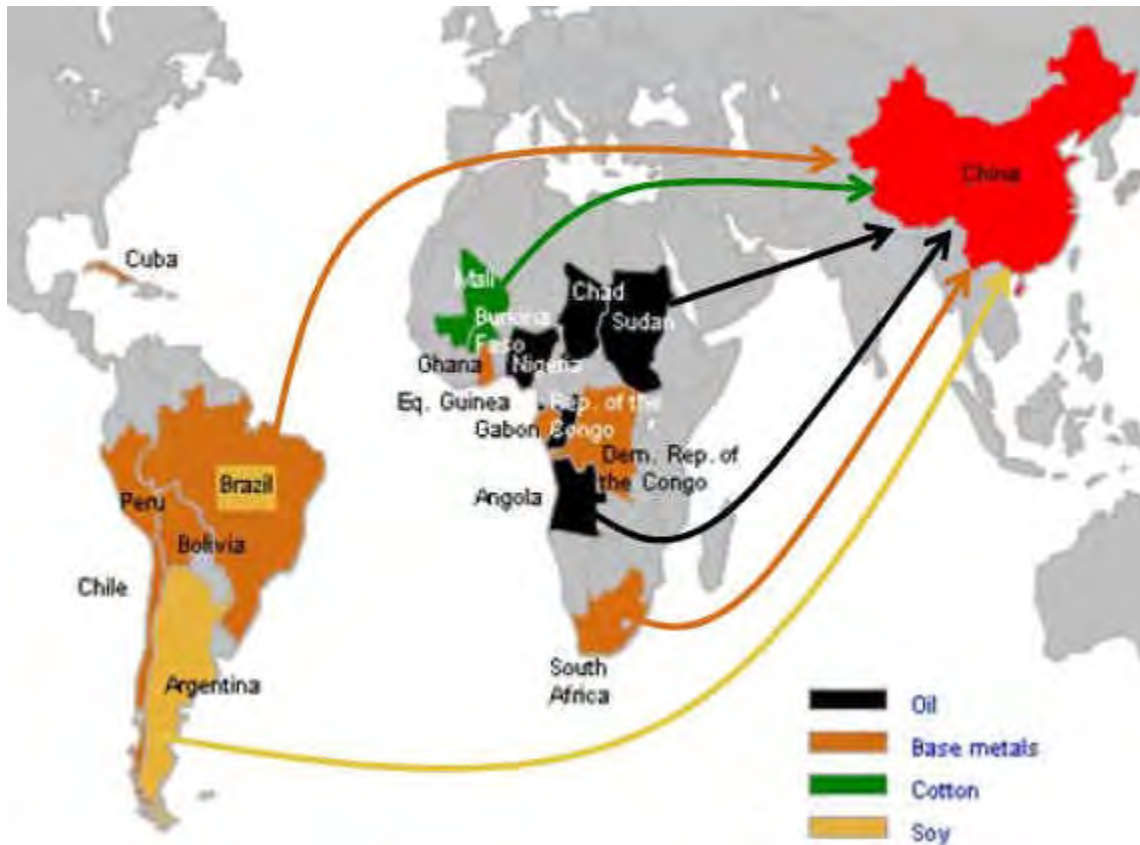 China
Cuba
Mali
Chad
Burkina
Faso
Sudan
Ghana
Nigeria
Eq. Guinea
Rep. of the
Congo
Gabon
Dem. Rep. of
the Congo
Angola
Brazil
Peru
Bolivia
Chile
Argentina
South
Africa
Oil
Base metals
Cotton
Soy